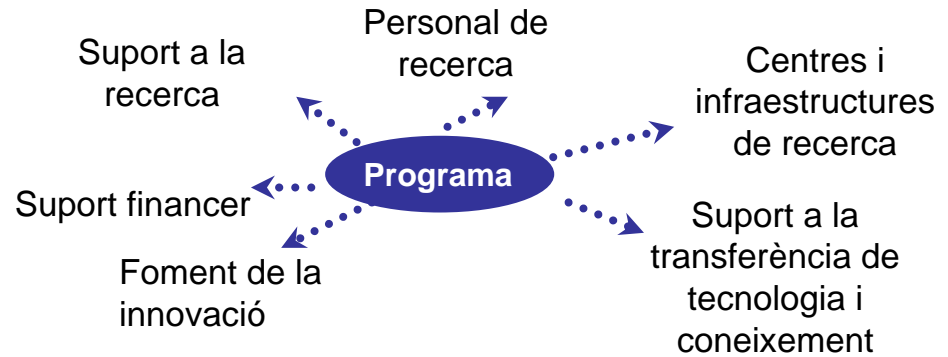 Personal de
recerca
Suport a la
recerca
Centres i
infraestructures
de recerca
Programa
Suport financer
Suport a la
transferència de
tecnologia i
coneixement
Foment de la
innovació